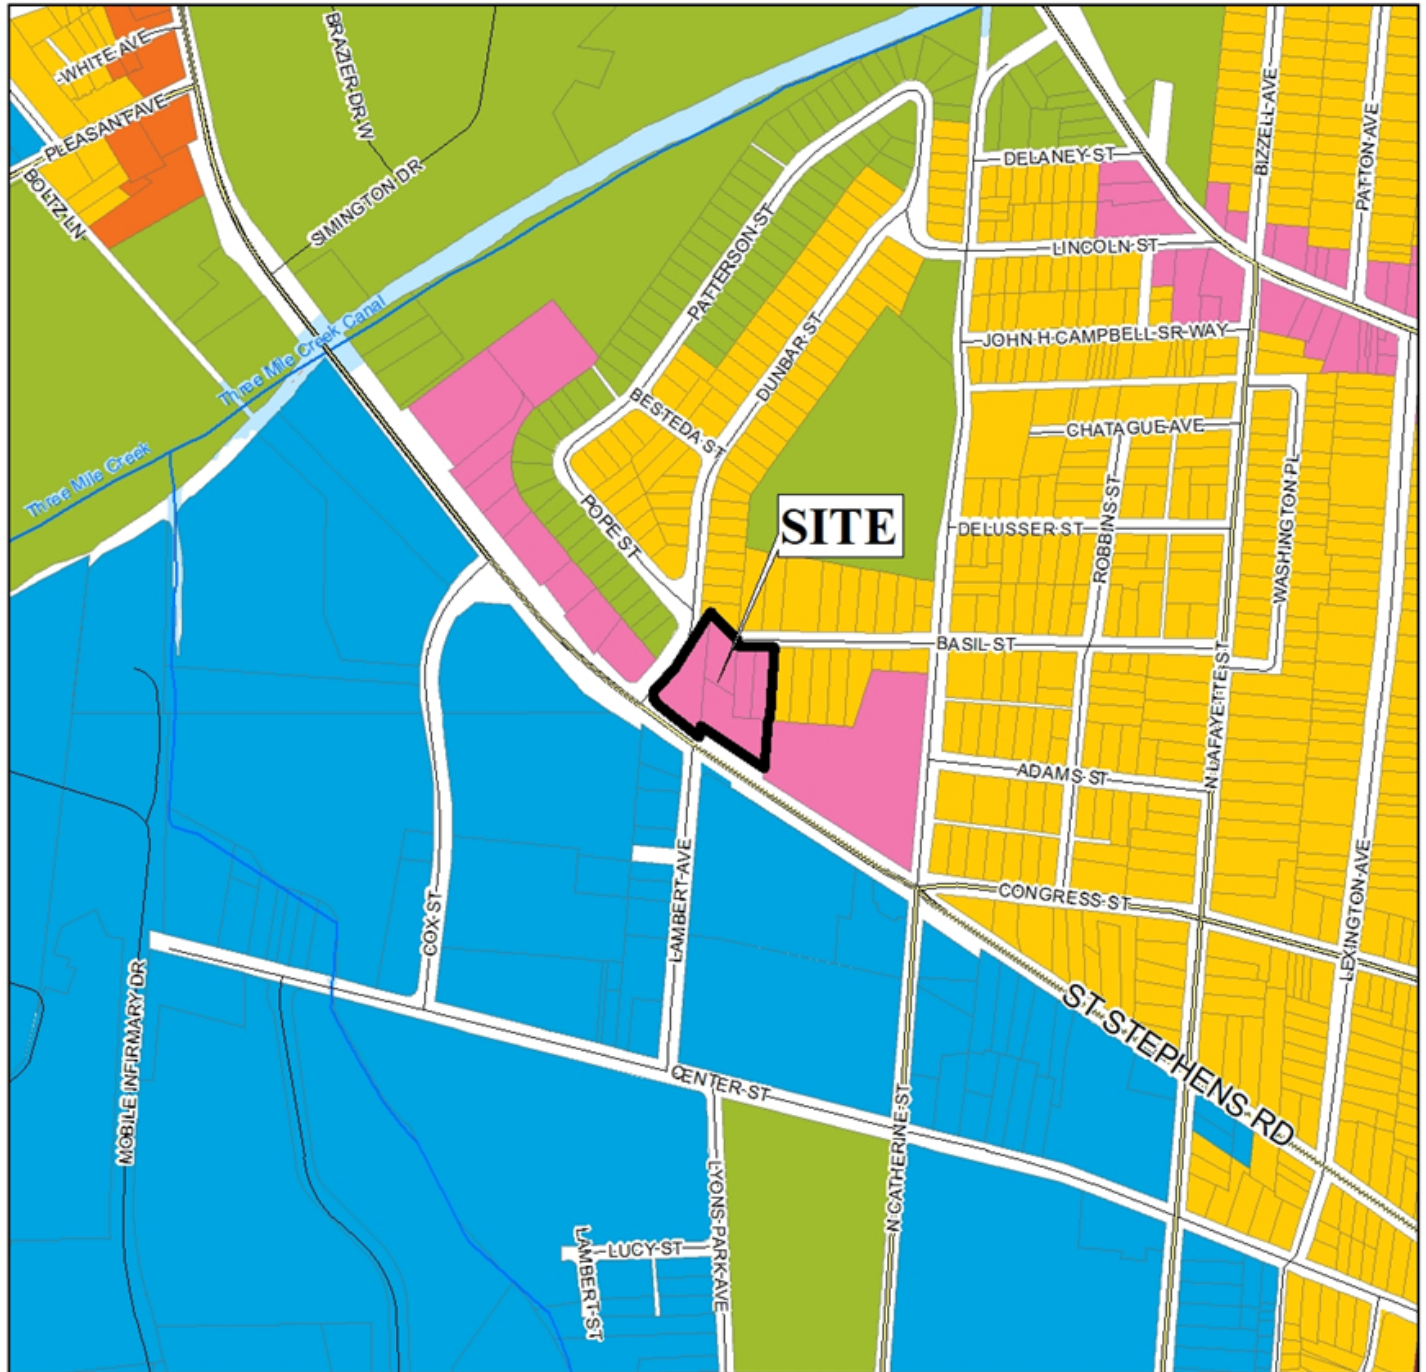 WHITE AVE
BRAZIER DR W
BIZZELL AVE
PATTON AVE
PLEASANT AVE
BOLTZ LN
SIMINGTON DR
DELANEY ST
LINCOLN ST
PATTERSON ST
Three Mile Creek Canal
DUNBAR ST
JOHN H CAMPBELL SR WAY
BESTEDA ST
CHATAGUE AVE
Three Mile Creek
POPE ST
SITE
DELUSSER ST
ROBBINS ST
WASHINGTON PL
BASIL ST
N LAFAYETTE ST
ADAMS ST
CONGRESS ST
LEXINGTON AVE
COX ST
LAMBERT AVE
MOBILE INFIRMARY DR
ST STEPHENS RD
CENTER ST
N CATHERINE ST
LYONS PARK AVE
LUCY ST
LAMBERT ST